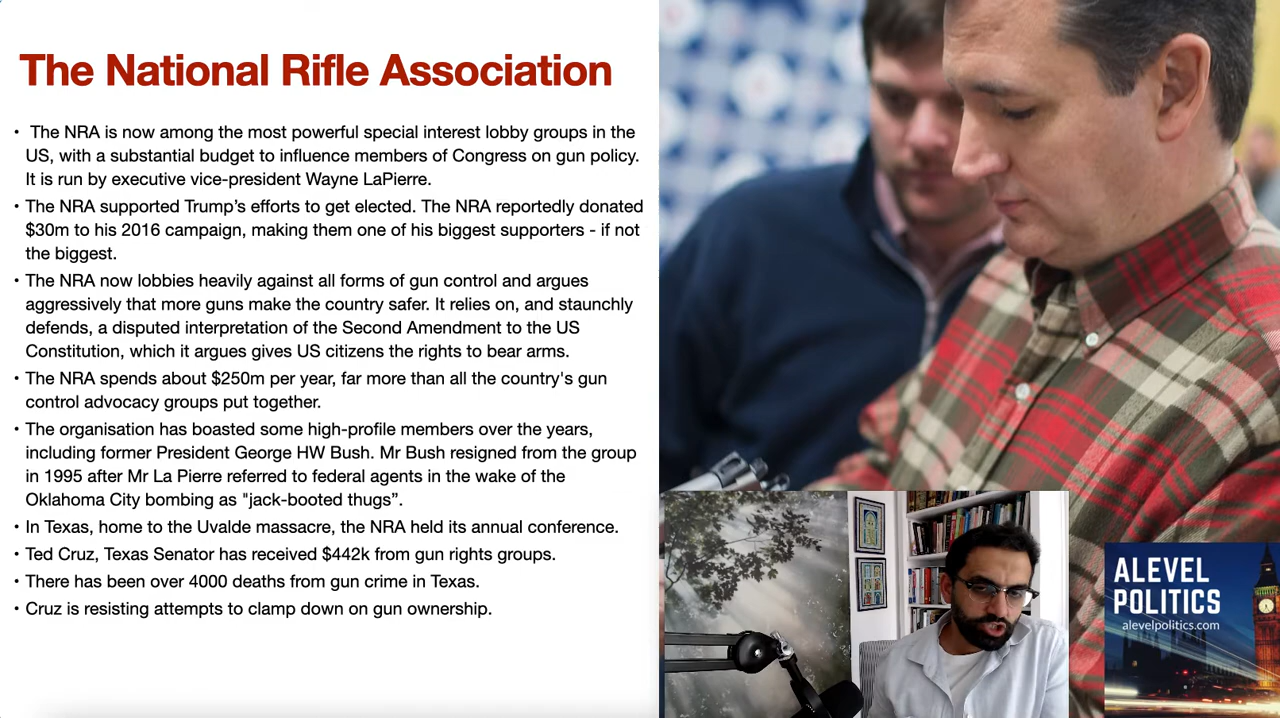 The National Rifle Association
• The NRA is now among the most powerful special interest lobby groups in the
US, with a substantial budget to influence members of Congress on gun policy.
It is run by executive vice-president Wayne LaPierre.
• The NRA supported Trump’s efforts to get elected. The NRA reportedly donated
$30m to his 2016 campaign, making them one of his biggest supporters - if not
the biggest.
• The NRA now lobbies heavily against all forms of gun control and argues
aggressively that more guns make the country safer. It relies on, and staunchly
defends, a disputed interpretation of the Second Amendment to the US
Constitution, which it argues gives US citizens the rights to bear arms.
• The NRA spends about $250m per year, far more than all the country's gun
control advocacy groups put together.
• The organisation has boasted some high-profile members over the years,
including former President George HW Bush. Mr Bush resigned from the group
in 1995 after Mr La Pierre referred to federal agents in the wake of the
Oklahoma City bombing as "jack-booted thugs”.
• In Texas, home to the Uvalde massacre, the NRA held its annual conference.
• Ted Cruz, Texas Senator has received $442k from gun rights groups.
• There has been over 4000 deaths from gun crime in Texas.
• Cruz is resisting attempts to clamp down on gun ownership.
ALEVEL
POLITICS
alevelpolitics.com